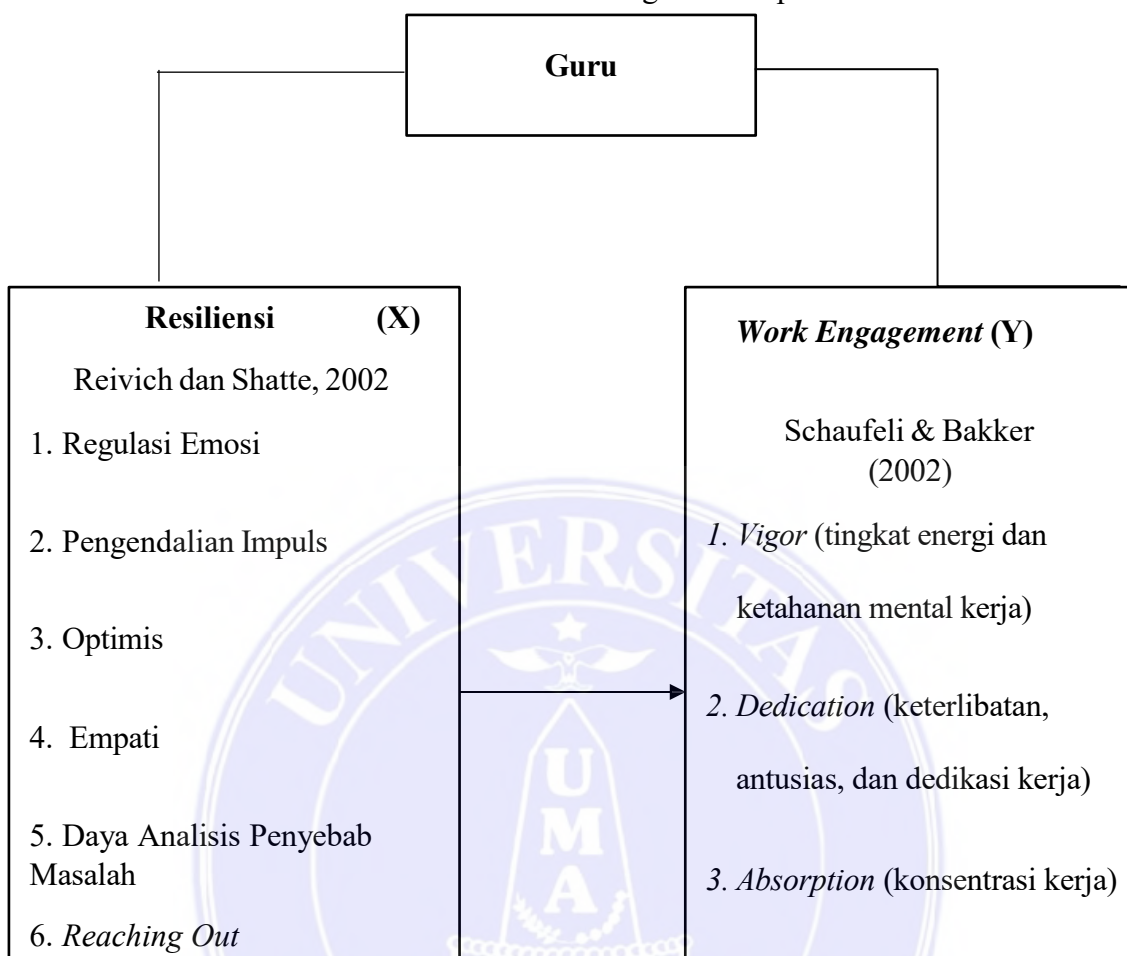 Guru
Resiliensi (X)
Reivich dan Shatte, 2002
1. Regulasi Emosi
2. Pengendalian Impuls
3. Optimis
4. Empati
5. Daya Analisis Penyebab
Masalah
6. Reaching Out
Work Engagement (Y)
Schaufeli & Bakker
(2002)
1. Vigor (tingkat energi dan
ketahanan mental kerja)
2. Dedication (keterlibatan,
antusias, dan dedikasi kerja)
3. Absorption (konsentrasi kerja)
UNIVERSITAS
UMA